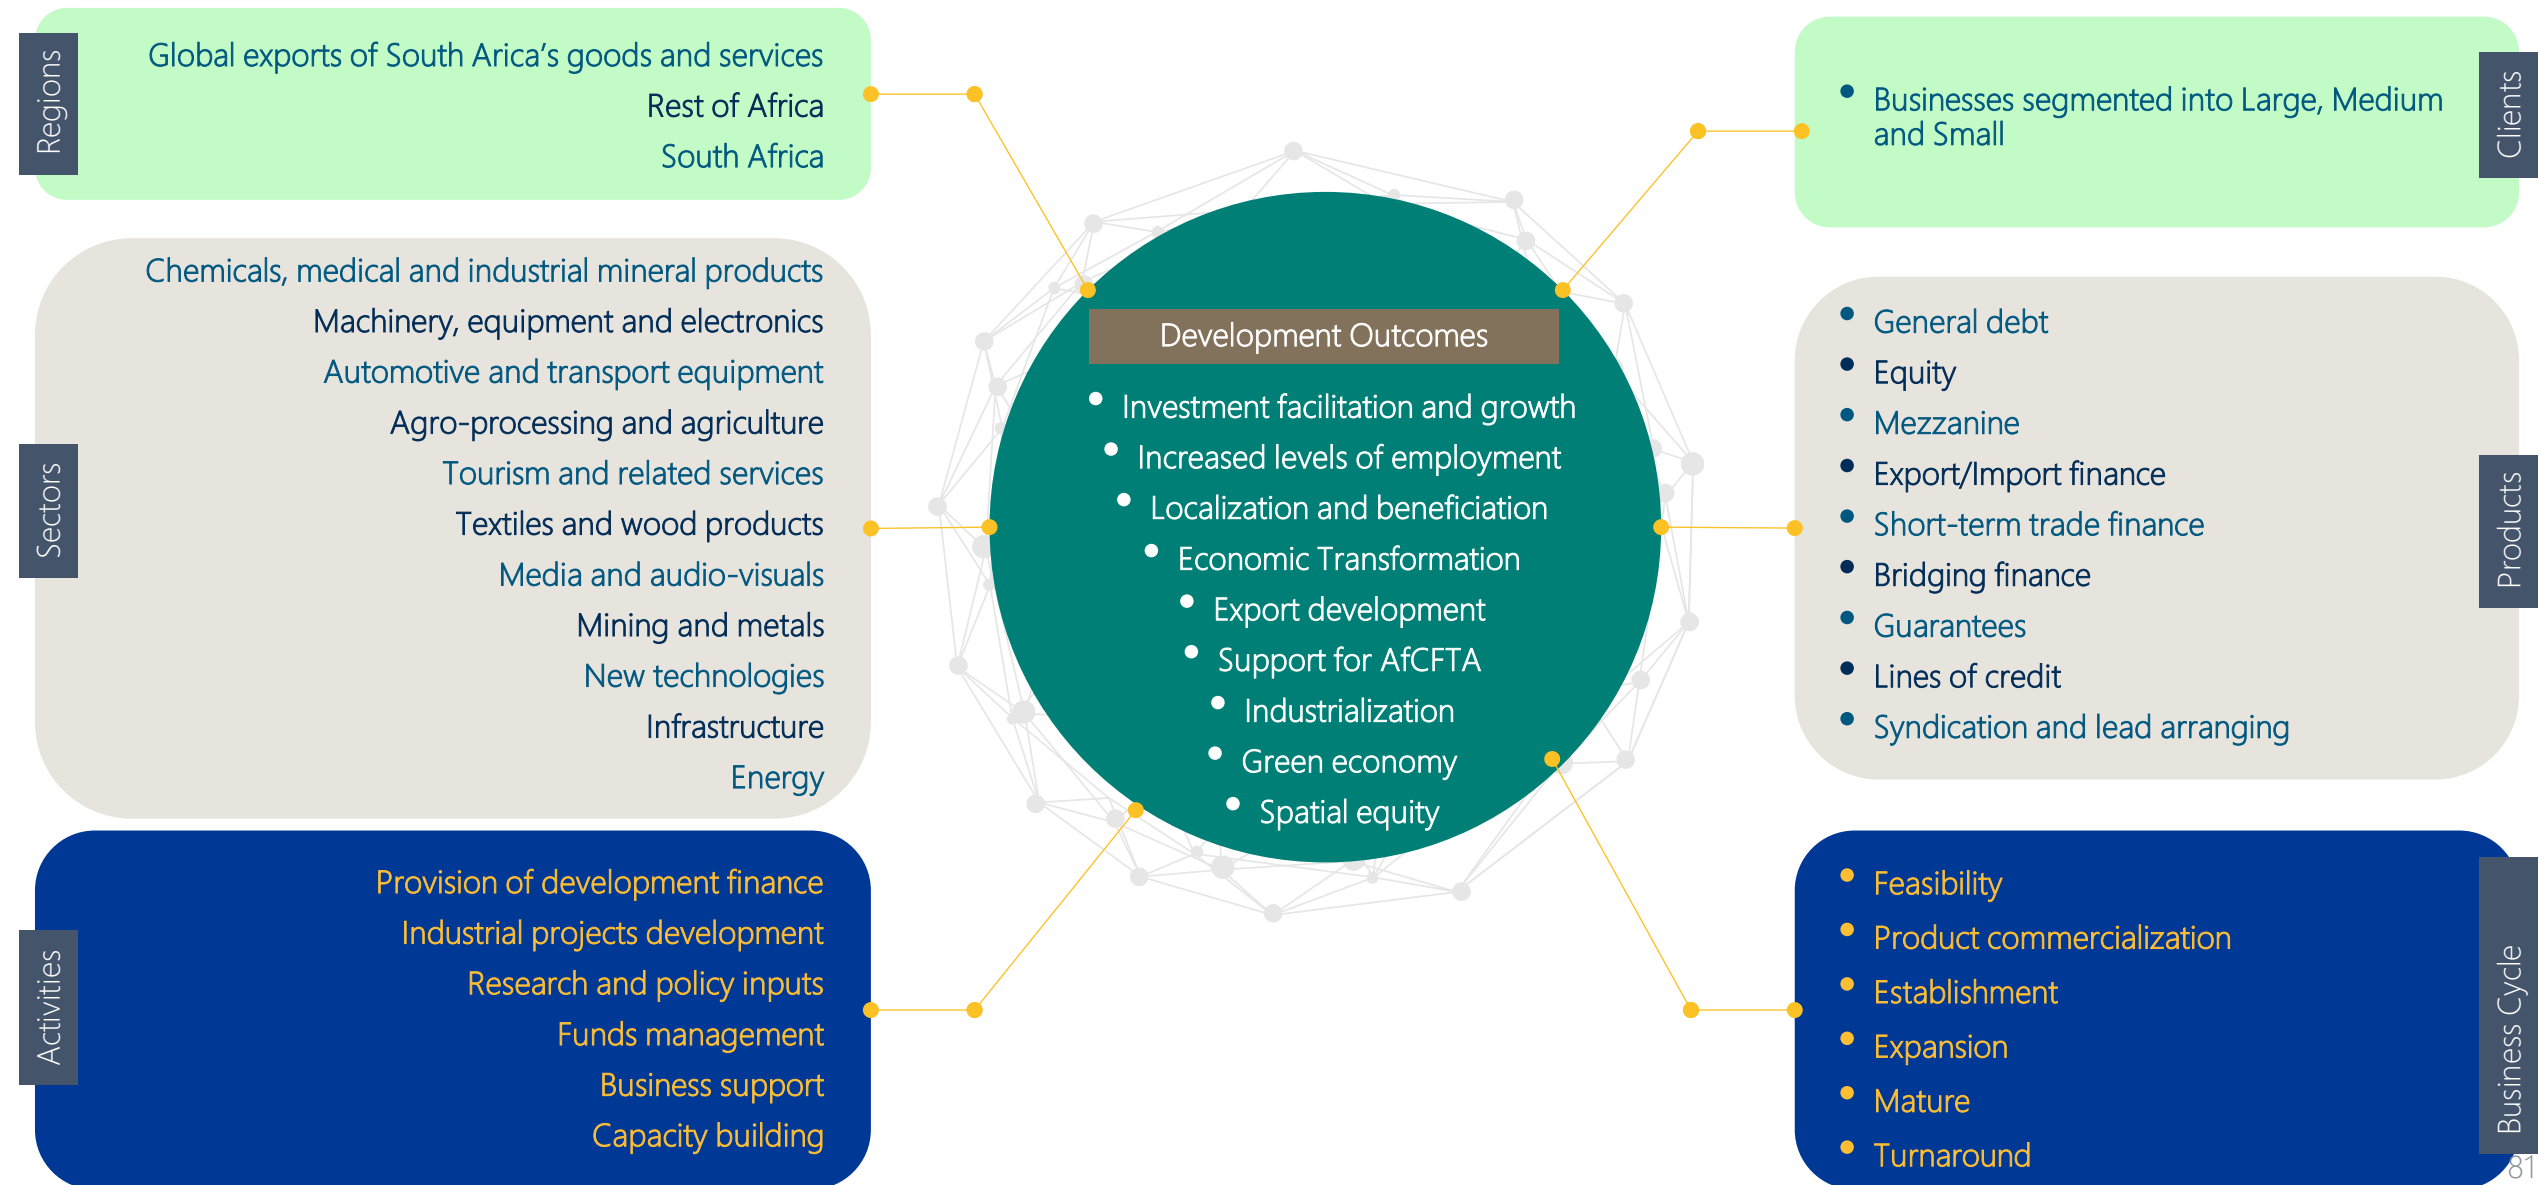 Regions
Global exports of South Arica’s goods and services
Rest of Africa
South Africa
Sectors
Chemicals, medical and industrial mineral products
Machinery, equipment and electronics
Automotive and transport equipment
Agro-processing and agriculture
Tourism and related services
Textiles and wood products
Media and audio-visuals
Mining and metals
New technologies
Infrastructure
Energy
Activities
Provision of development finance
Industrial projects development
Research and policy inputs
Funds management
Business support
Capacity building
Development Outcomes
• Investment facilitation and growth
• Increased levels of employment
• Localization and beneficiation
• Economic Transformation
• Export development
• Support for AfCFTA
• Industrialization
• Green economy
• Spatial equity
Clients
• Businesses segmented into Large, Medium
and Small
Products
• General debt
• Equity
• Mezzanine
• Export/Import finance
• Short-term trade finance
• Bridging finance
• Guarantees
• Lines of credit
• Syndication and lead arranging
Business Cycle
• Feasibility
• Product commercialization
• Establishment
• Expansion
• Mature
• Turnaround
81